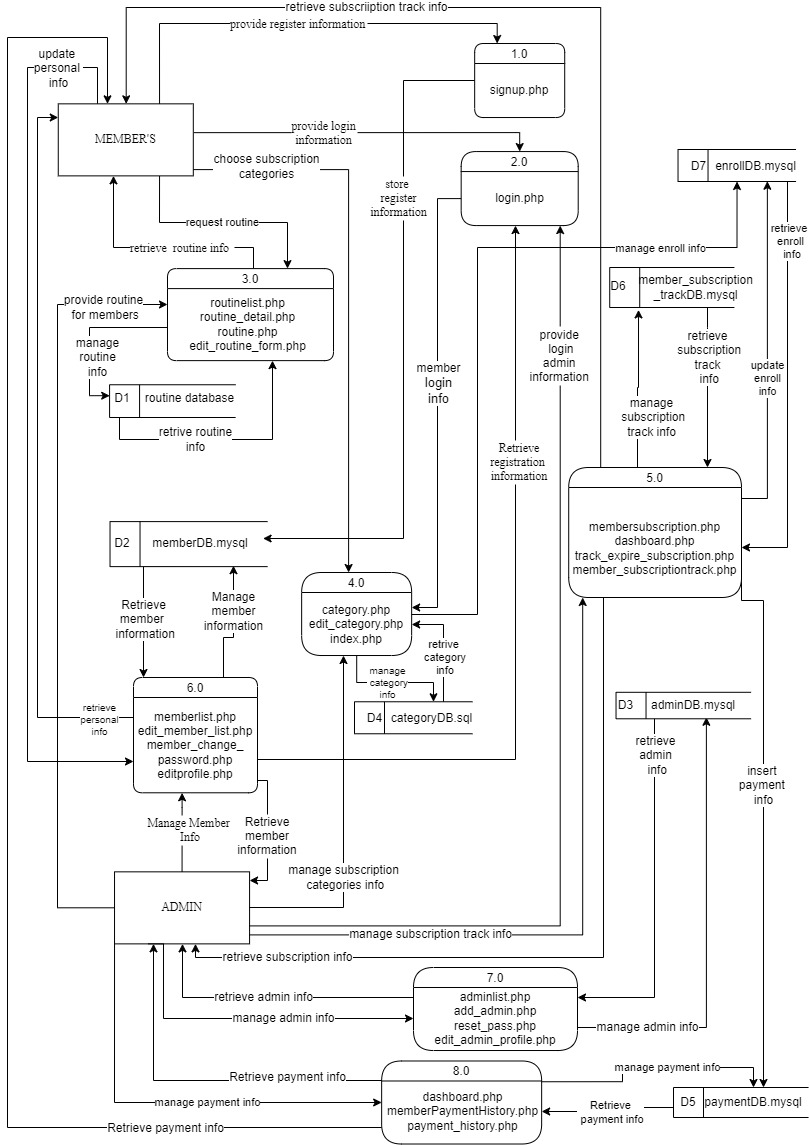 retrieve subscriiption track info
provide register information
update
personal
info
1.0
signup.php
MEMBER'S
provide login
information
choose subscription
categories
2.0
login.php
D7
enrollDB.mysql
store
register
information
request routine
retrieve routine info
manage enroll info
retrieve
enroll
info
3.0
routinelist.php
routine_detail.php
routine.php
edit_routine_form.php
provide routine
for members
manage
routine
info
D6
member_subscription
_trackDB.mysql
provide
login
admin
information
retrieve
subscription
track
info
member
login
info
update
enroll
info
D1
routine database
retrive routine
info
manage
subscription
track info
Retrieve
registration
information
5.0
membersubscription.php
dashboard.php
track_expire_subscription.php
member_subscriptiontrack.php
D2
memberDB.mysql
4.0
category.php
edit_category.php
index.php
Retrieve
member
information
Manage
member
information
retrive
category
info
manage
category
info
6.0
memberlist.php
edit_member_list.php
member_change_
password.php
editprofile.php
retrieve
personal
info
D4
categoryDB.sql
D3
adminDB.mysql
retrieve
admin
info
insert
payment
info
Manage Member
Info
Retrieve
member
information
manage subscription
categories info
ADMIN
manage subscription track info
retrieve subscription info
7.0
adminlist.php
add_admin.php
reset_pass.php
edit_admin_profile.php
retrieve admin info
manage admin info
manage admin info
8.0
dashboard.php
memberPaymentHistory.php
payment_history.php
Retrieve payment info
manage payment info
Retrieve payment info
manage payment info
D5
paymentDB.mysql
Retrieve
payment info